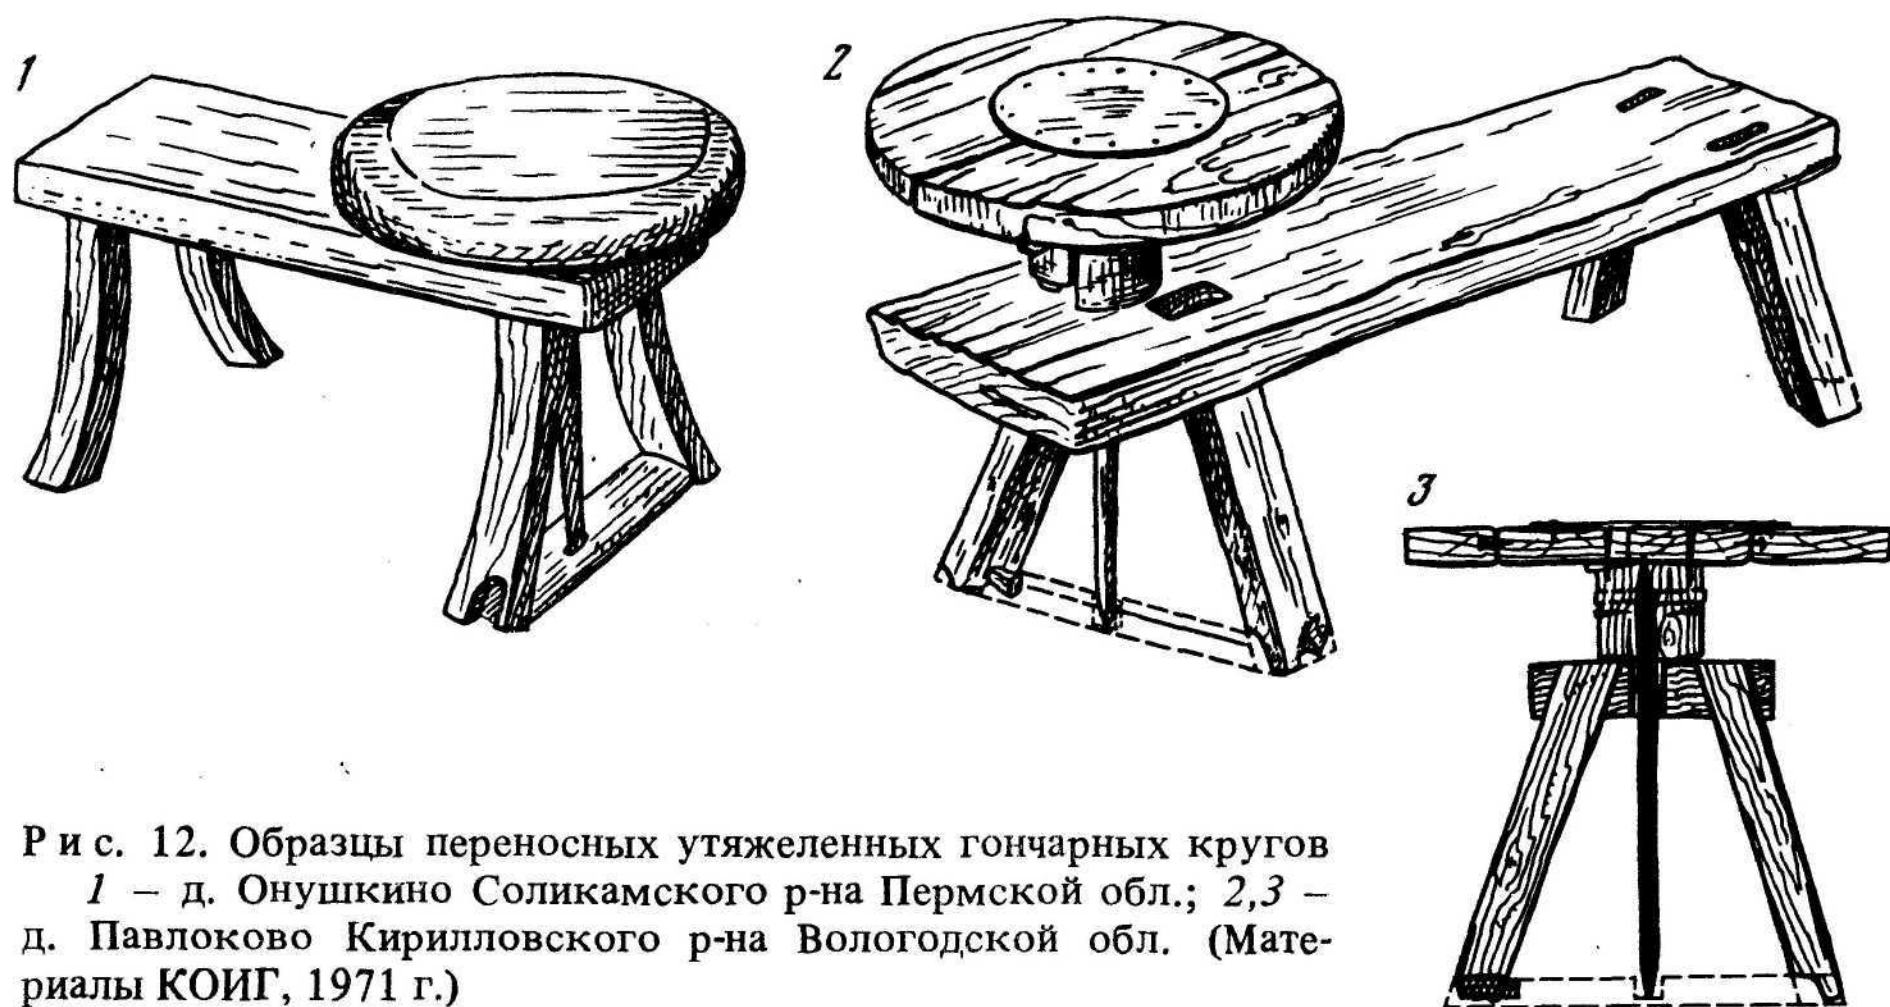 1
2
3
Рис. 12. Образцы переносных утяжеленных гончарных кругов
1 – д. Онушкино Соликамского р-на Пермской обл.; 2,3 –
д. Павлоково Кирилловского р-на Вологодской обл. (Мате-
риалы КОИГ, 1971 г.)